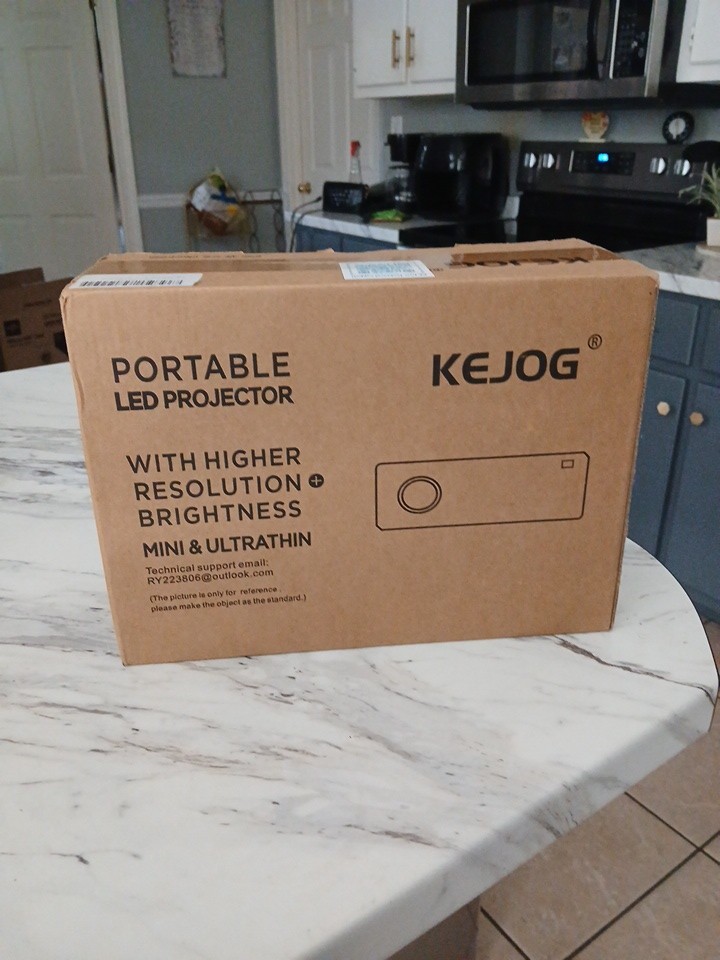 KEJOG
PORTABLE
LED PROJECTOR
KEJOG ®
WITH HIGHER
RESOLUTION +
BRIGHTNESS
MINI & ULTRATHIN
Technical support email:
RY223806@outlook.com
(The picture is only for reference ,
please make the object as the standard.)